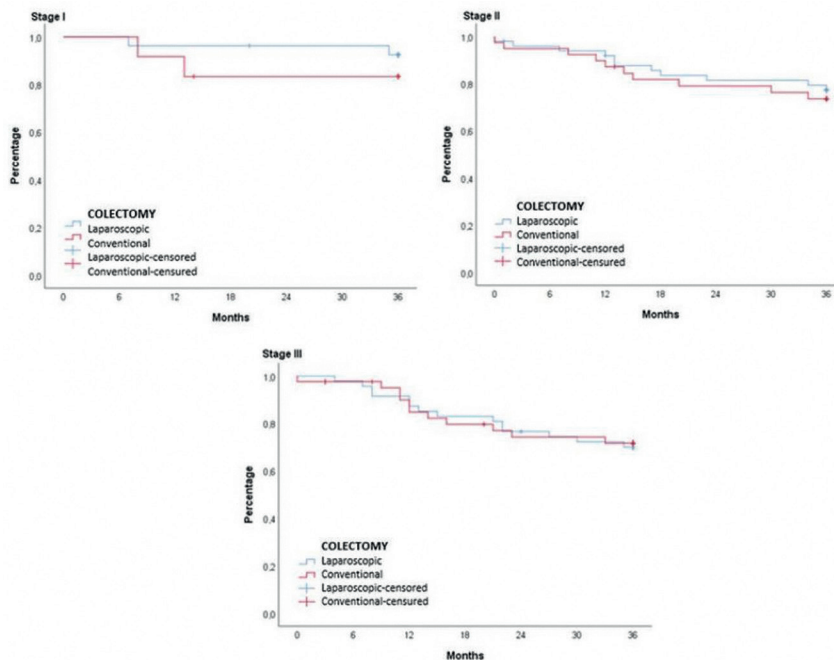 Stage I
1,0
0,8
0,6
0,4
0,2
0,0
Percentage
COLECTOMY
Laparoscopic
Conventional
Laparoscopic-censored
Conventional-censured
0 6 12 18 24 30 36
Months
Stage II
1,0
0,8
0,6
0,4
0,2
0,0
Percentage
COLECTOMY
Laparoscopic
Conventional
Laparoscopic-censored
Conventional-censured
0 6 12 18 24 30 36
Months
Stage III
1,0
0,8
0,6
0,4
0,2
0,0
Percentage
COLECTOMY
Laparoscopic
Conventional
Laparoscopic-censored
Conventional-censured
0 6 12 18 24 30 36
Months